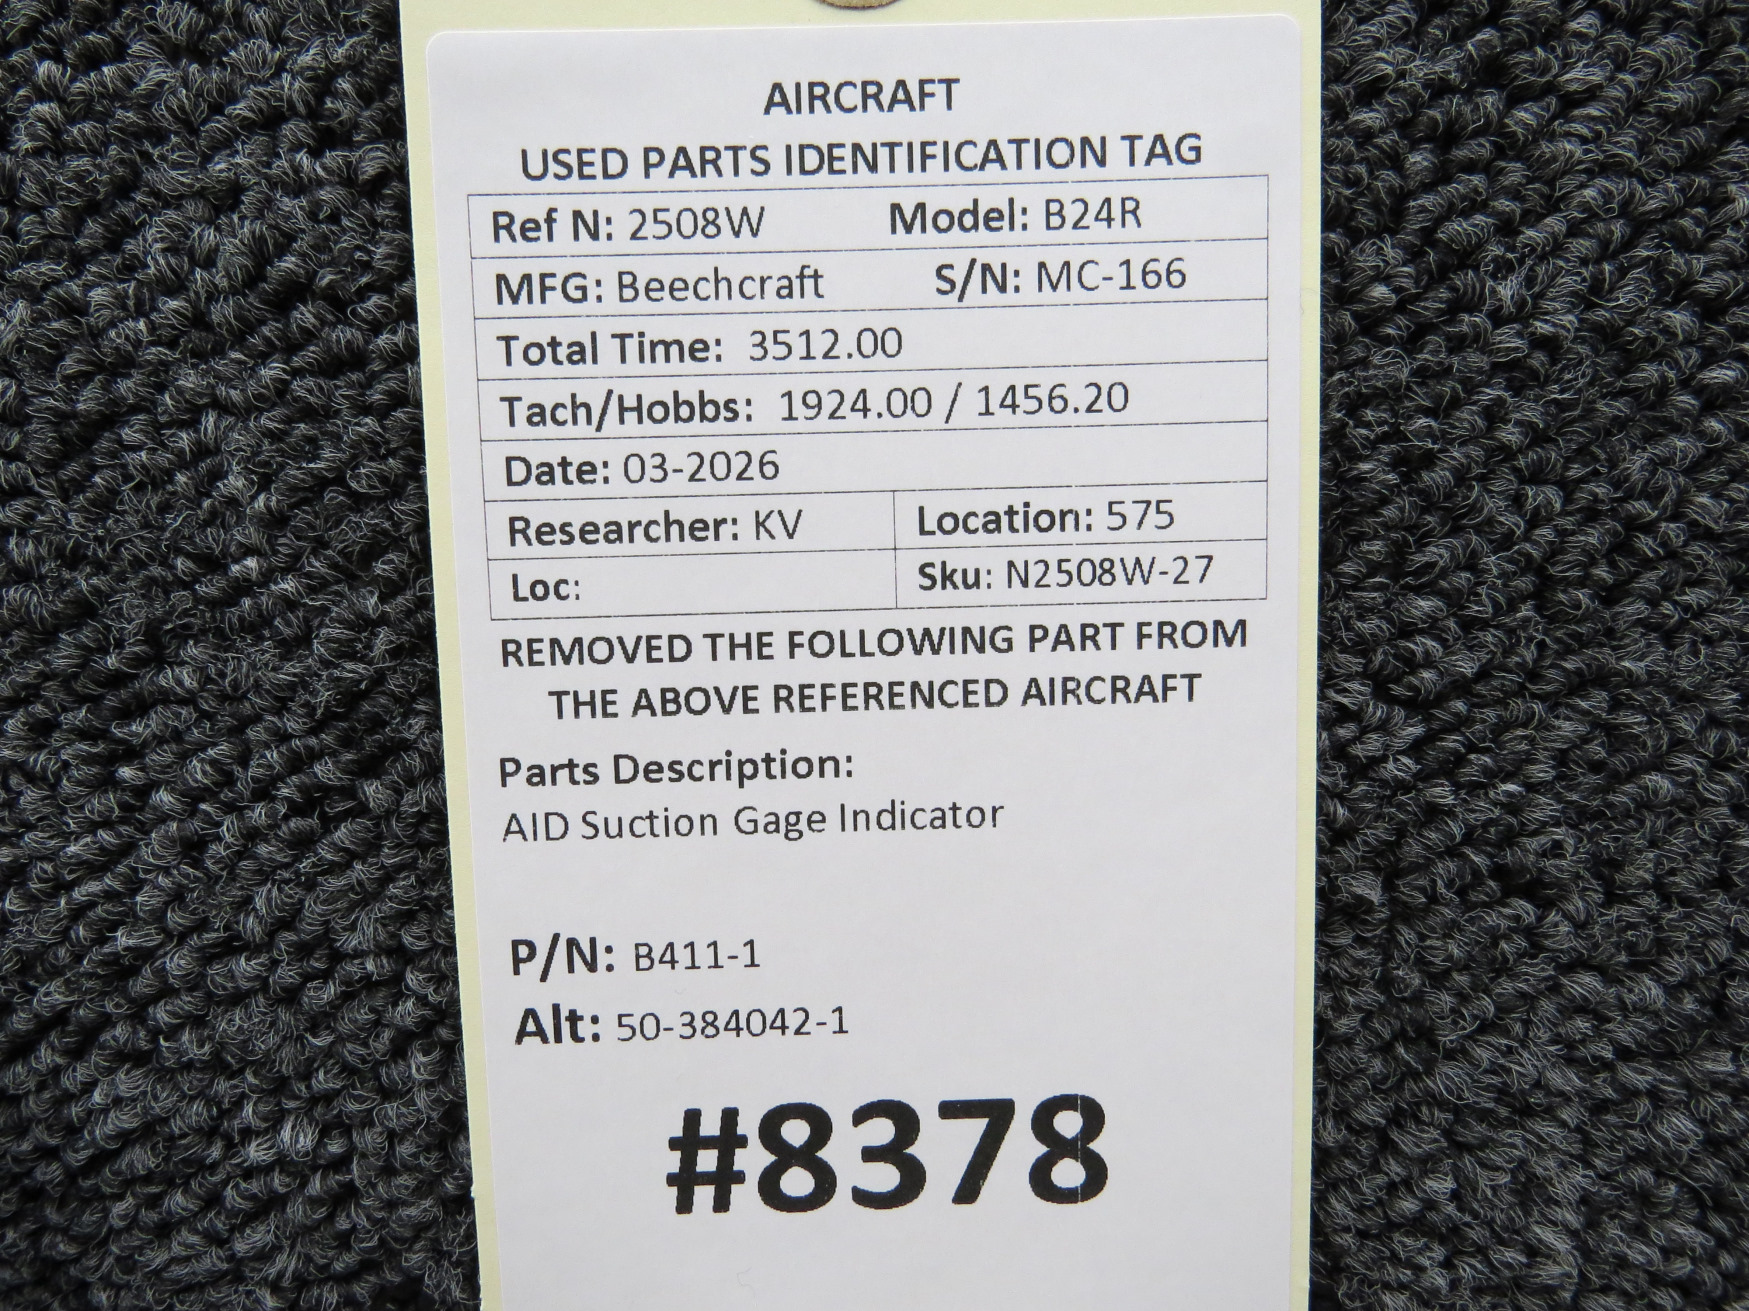 AIRCRAFT
USED PARTS IDENTIFICATION TAG
Ref N: 2508W Model: B24R
MFG: Beechcraft S/N: MC-166
Total Time: 3512.00
Tach/Hobbs: 1924.00 / 1456.20
Date: 03-2026
Researcher: KV Location: 575
Loc: Sku: N2508W-27
REMOVED THE FOLLOWING PART FROM
THE ABOVE REFERENCED AIRCRAFT
Parts Description:
AID Suction Gage Indicator
P/N: B411-1
Alt: 50-384042-1
#8378